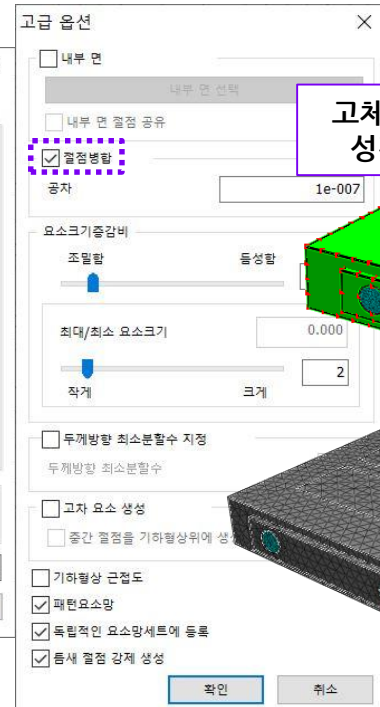 고급 옵션
내부 면
내부 면 선택
내부 면 절점 공유
절점병합
공차
1e-007
요소크기증감비
조밀함
듬성함
최대/최소 요소크기
0.000
2
작게
크게
두께방향 최소분할수 지정
두께방향 최소분할수
고차 요소 생성
중간 절점을 기하형상위에
기하형상 근접도
패턴요소망
독립적인 요소망세트에 등록
틈새 절점 강제 생성
확인
취소
고체